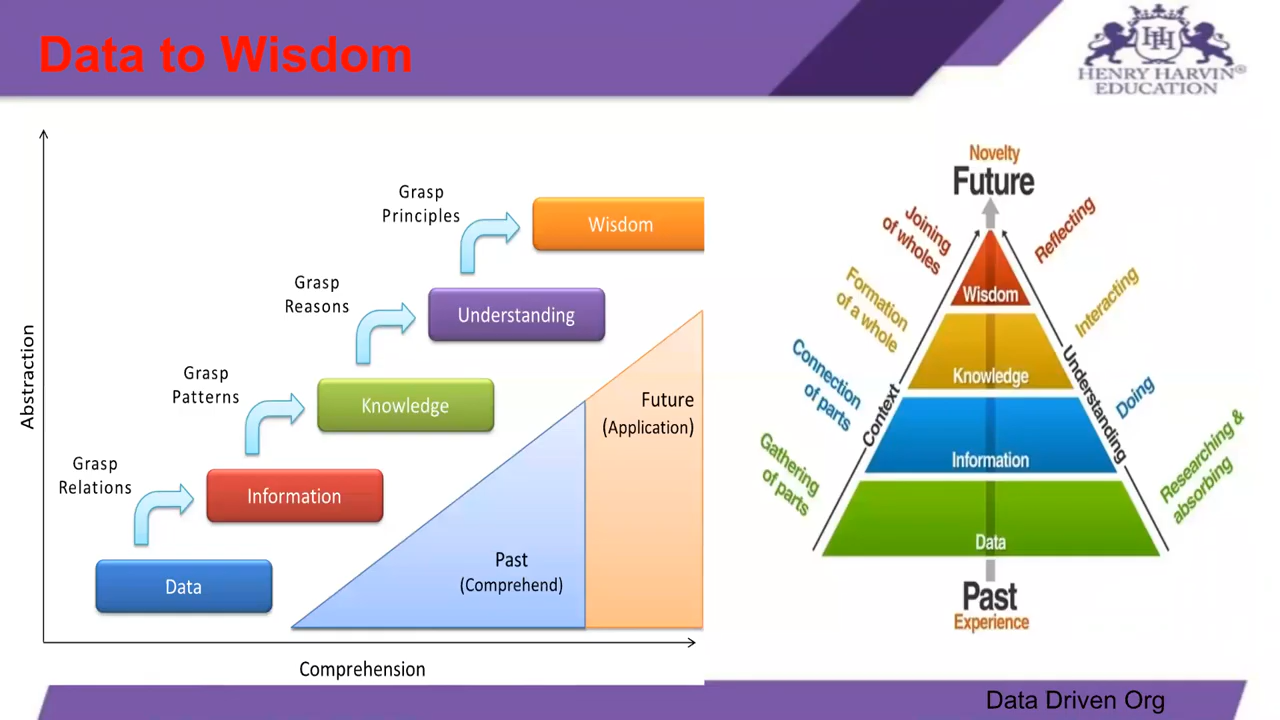 Data to Wisdom
HENRY HARVIN®
EDUCATION
Abstraction
Comprehension
Grasp
Principles
Wisdom
Grasp
Reasons
Understanding
Grasp
Patterns
Knowledge
Grasp
Relations
Information
Data
Past
(Comprehend)
Future
(Application)
Novelty
Future
Joining
of wholes
Reflecting
Formation
of a whole
Interacting
Connection
of parts
Doing
Gathering
of parts
Researching &
absorbing
Context
Understanding
Wisdom
Knowledge
Information
Data
Past
Experience
Data Driven Org